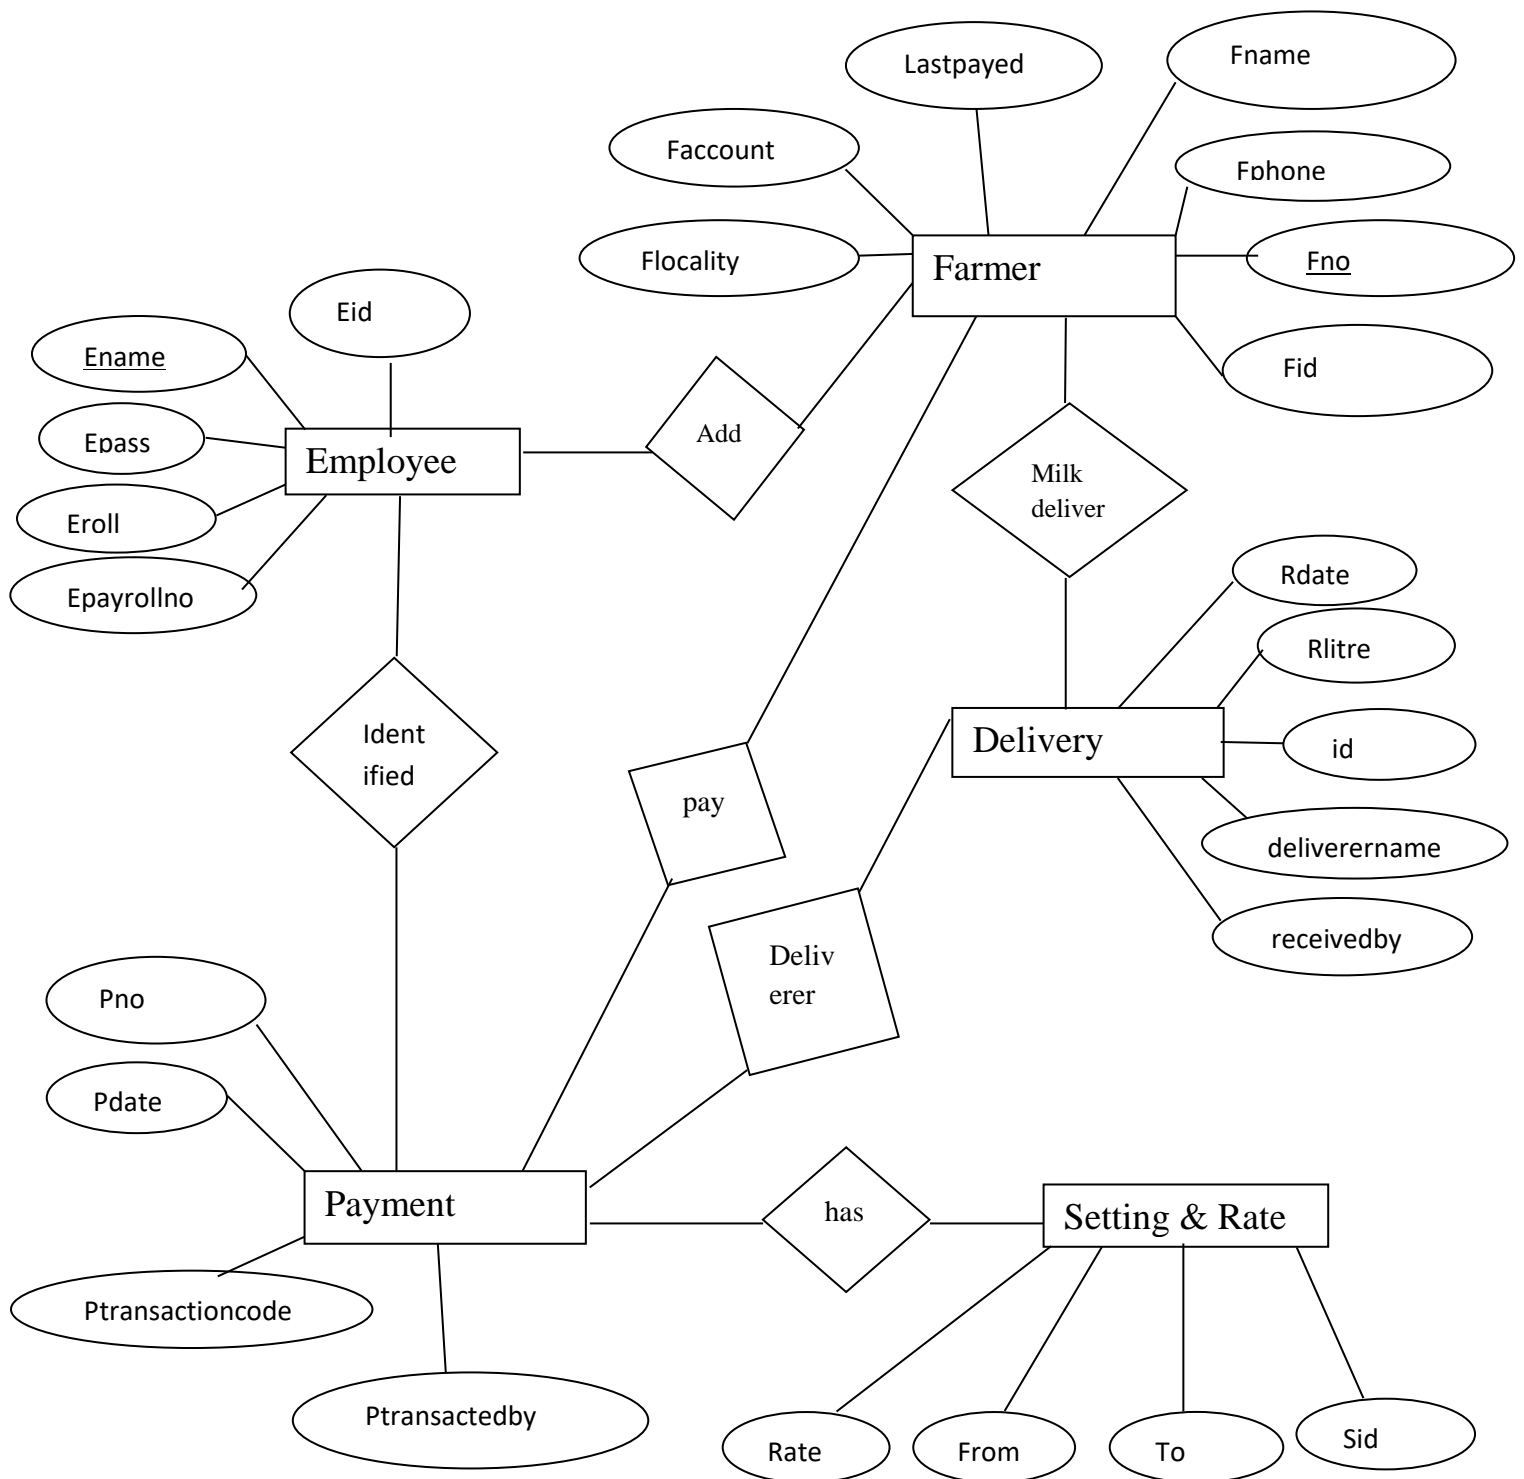 Lastpayed
Fname
Faccount
Fphone
Flocality
Farmer
Fno
Eid
Ename
Fid
Add
Epass
Employee
Milk
deliver
Eroll
Epayrollno
Rdate
Rlitre
Ident
ified
Delivery
id
pay
deliverername
receivedby
Deliv
erer
Pno
Pdate
Payment
has
Setting & Rate
Ptransactioncode
Ptransactedby
Rate
From
To
Sid